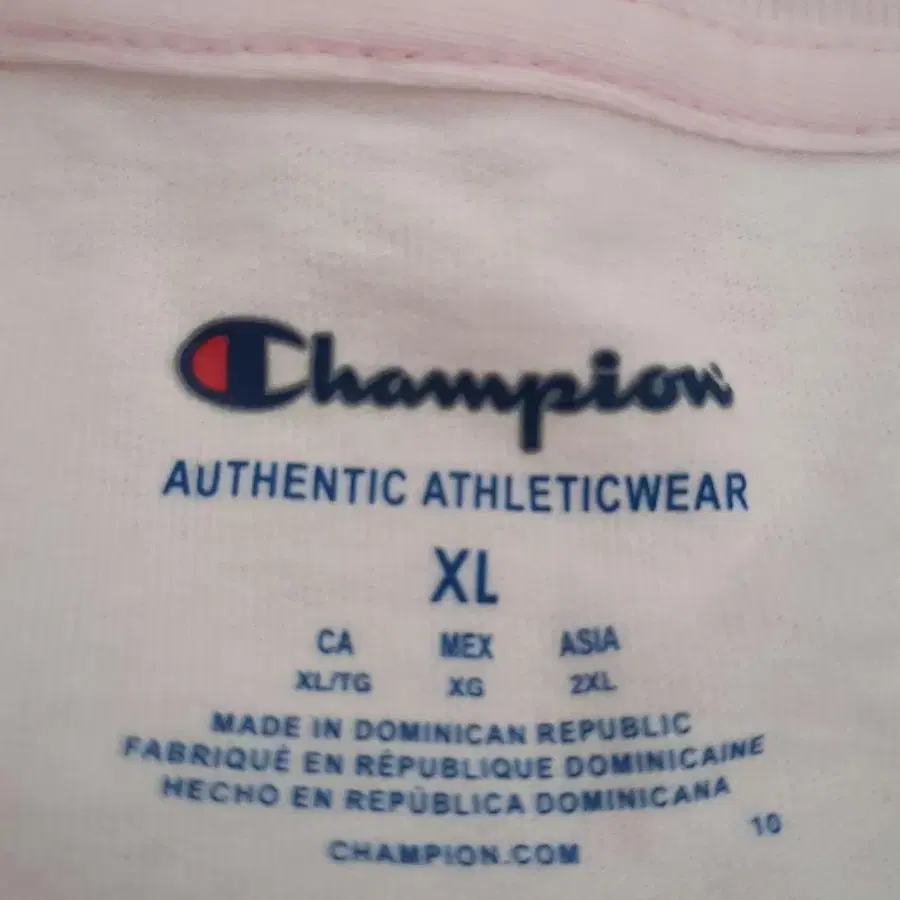 Champion
AUTHENTIC ATHLETICWEAR
XL
CA MEX ASIA
XL/TG XG 2XL
MADE IN DOMINICAN REPUBLIC
FABRIQUÉ EN RÉPUBLIQUE DOMINICAINE
HECHO EN REPÚBLICA DOMINICANA
10
CHAMPION.COM